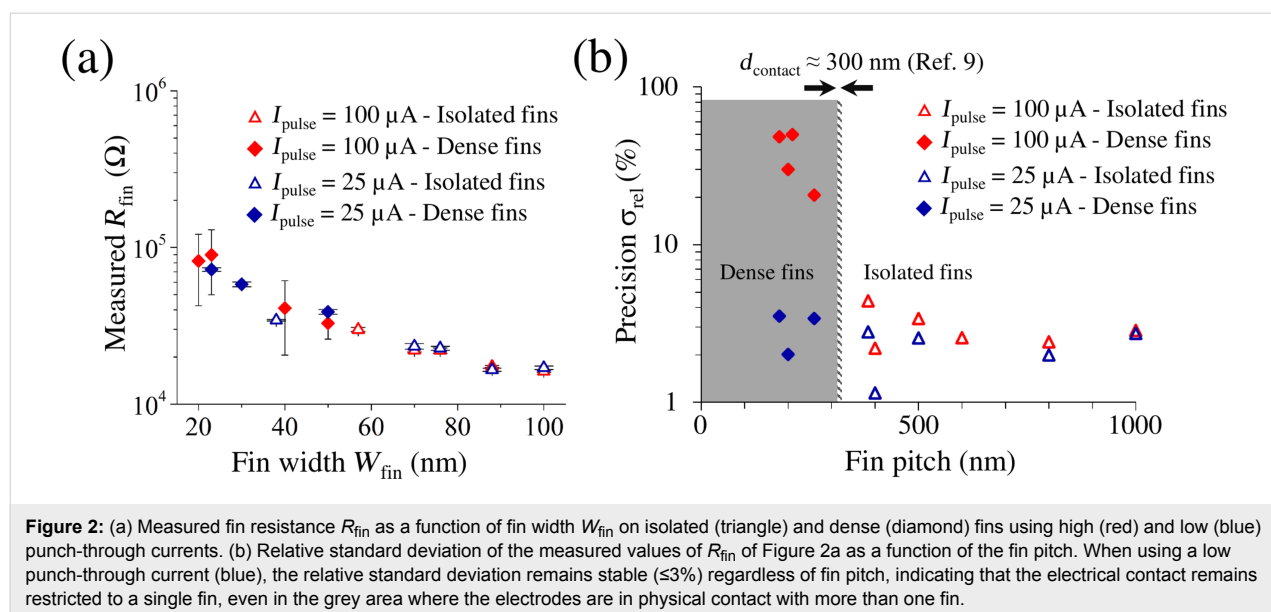 (a)
10⁶
10⁵
10⁴
Measured R_fin (Ω)
I_pulse = 100 µA - Isolated fins
I_pulse = 100 µA - Dense fins
I_pulse = 25 µA - Isolated fins
I_pulse = 25 µA - Dense fins
20 40 60 80 100
Fin width W_fin (nm)
(b)
d_contact ≈ 300 nm (Ref. 9)
100
10
1
Precision σ_rel (%)
I_pulse = 100 µA - Isolated fins
I_pulse = 100 µA - Dense fins
I_pulse = 25 µA - Isolated fins
I_pulse = 25 µA - Dense fins
Dense fins
Isolated fins
0 500 1000
Fin pitch (nm)
Figure 2: (a) Measured fin resistance R_fin as a function of fin width W_fin on isolated (triangle) and dense (diamond) fins using high (red) and low (blue)
punch-through currents. (b) Relative standard deviation of the measured values of R_fin of Figure 2a as a function of the fin pitch. When using a low
punch-through current (blue), the relative standard deviation remains stable (≤3%) regardless of fin pitch, indicating that the electrical contact remains
restricted to a single fin, even in the grey area where the electrodes are in physical contact with more than one fin.